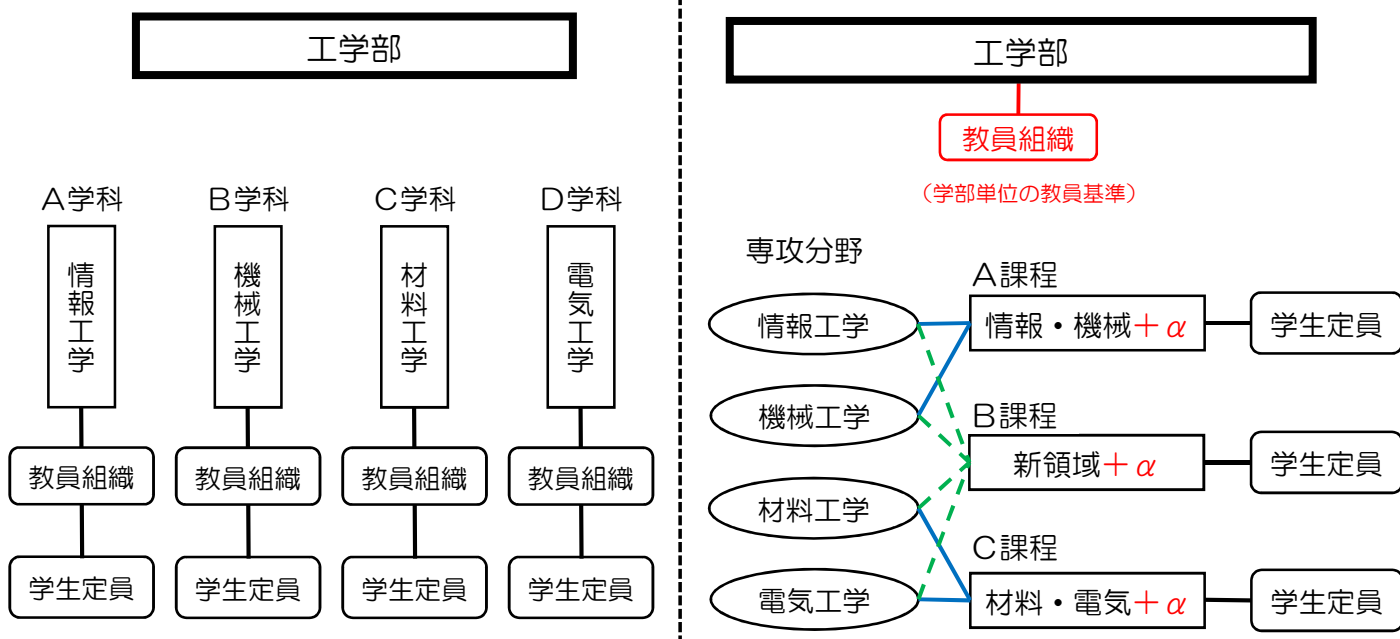 工学部
A学科
B学科
C学科
D学科
情報工学
機械工学
材料工学
電気工学
教員組織
教員組織
教員組織
教員組織
学生定員
学生定員
学生定員
学生定員
工学部
教員組織
（学部単位の教員基準）
専攻分野
情報工学
機械工学
材料工学
電気工学
A課程
情報・機械＋α
学生定員
B課程
新領域＋α
学生定員
C課程
材料・電気＋α
学生定員